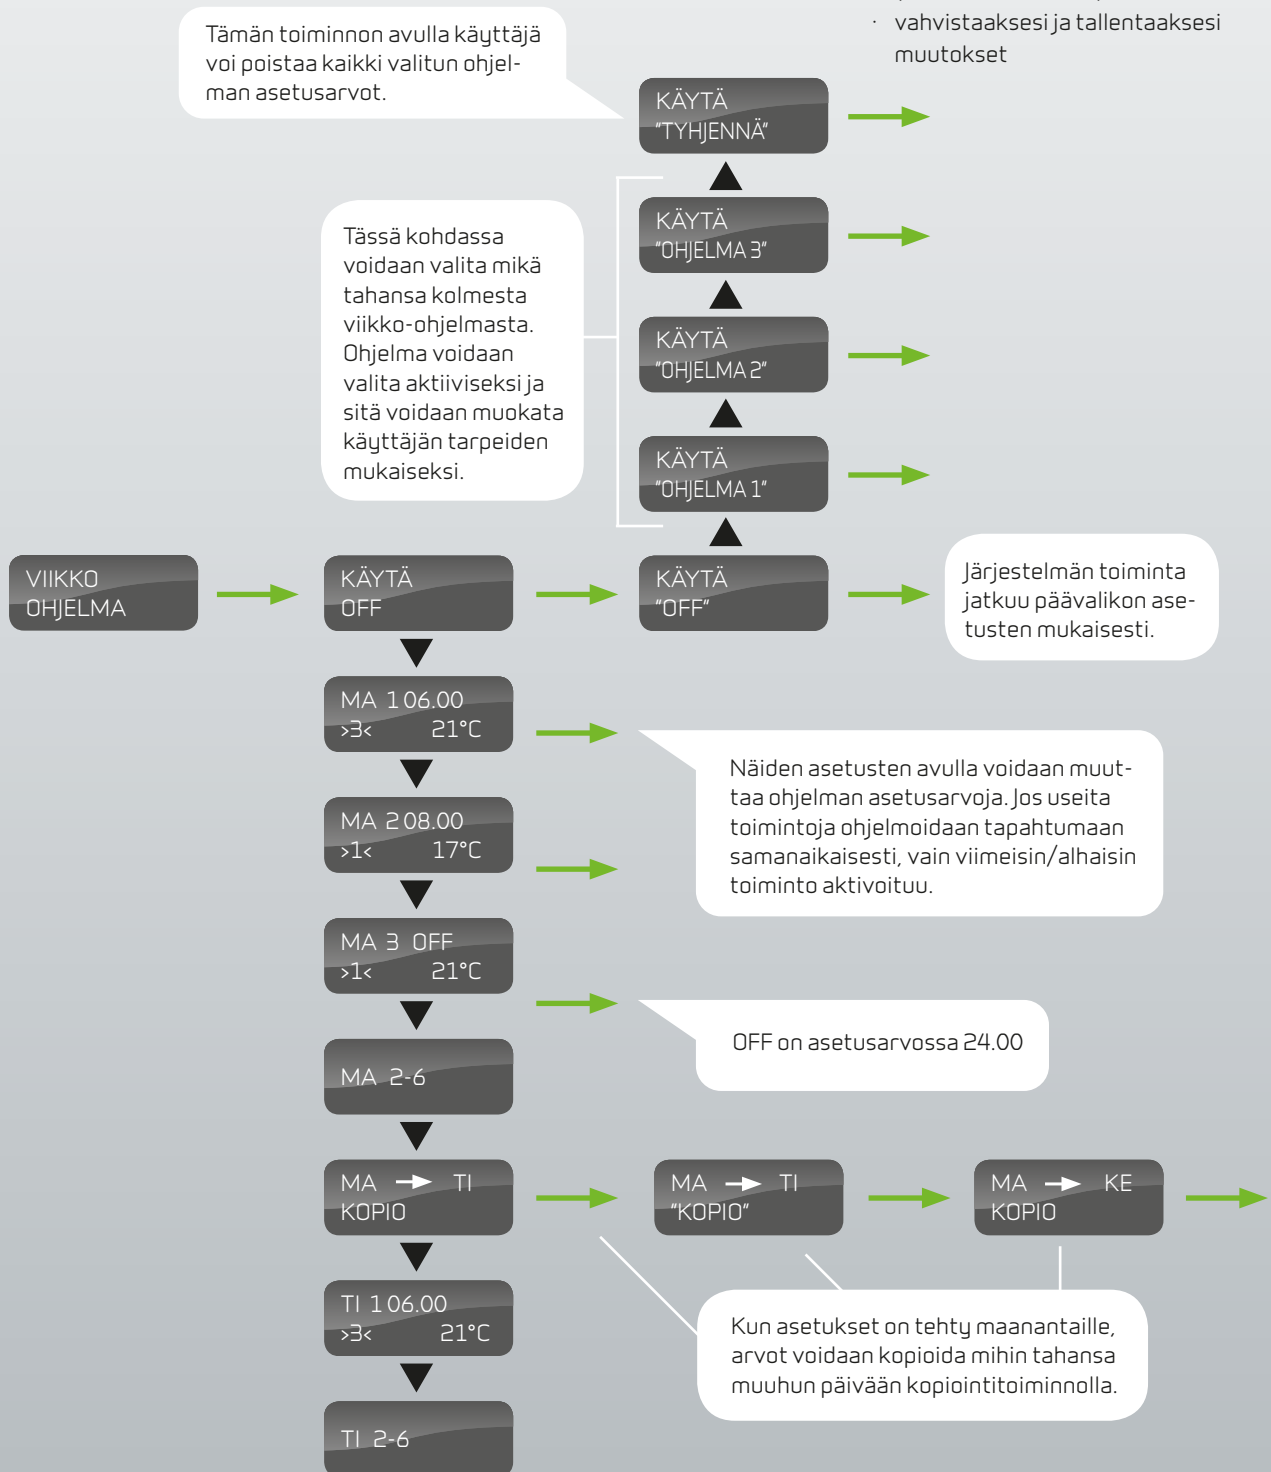 · vahvistaaksesi ja tallentaaksesi
muutokset
Tämän toiminnon avulla käyttäjä
voi poistaa kaikki valitun ohjel-
man asetusarvot.
KÄYTÄ
"TYHJENNÄ"
KÄYTÄ
"OHJELMA 3"
Tässä kohdassa
voidaan valita mikä
tahansa kolmesta
viikko-ohjelmasta.
Ohjelma voidaan
valita aktiiviseksi ja
sitä voidaan muokata
käyttäjän tarpeiden
mukaiseksi.
KÄYTÄ
"OHJELMA 2"
KÄYTÄ
"OHJELMA 1"
VIIKKO
OHJELMA
KÄYTÄ
OFF
KÄYTÄ
"OFF"
Järjestelmän toiminta
jatkuu päävalikon ase-
tusten mukaisesti.
MA 1 06.00
>3< 21°C
Näiden asetusten avulla voidaan muut-
taa ohjelman asetusarvoja. Jos useita
toimintoja ohjelmoidaan tapahtumaan
samanaikaisesti, vain viimeisin/alhaisin
toiminto aktivoituu.
MA 2 08.00
>1< 17°C
MA 3 OFF
>1< 21°C
OFF on asetusarvossa 24.00
MA 2-6
MA → TI
KOPIO
MA → TI
"KOPIO"
MA → KE
KOPIO
TI 1 06.00
>3< 21°C
Kun asetukset on tehty maanantaille,
arvot voidaan kopioida mihin tahansa
muuhun päivään kopiointitoiminnolla.
TI 2-6